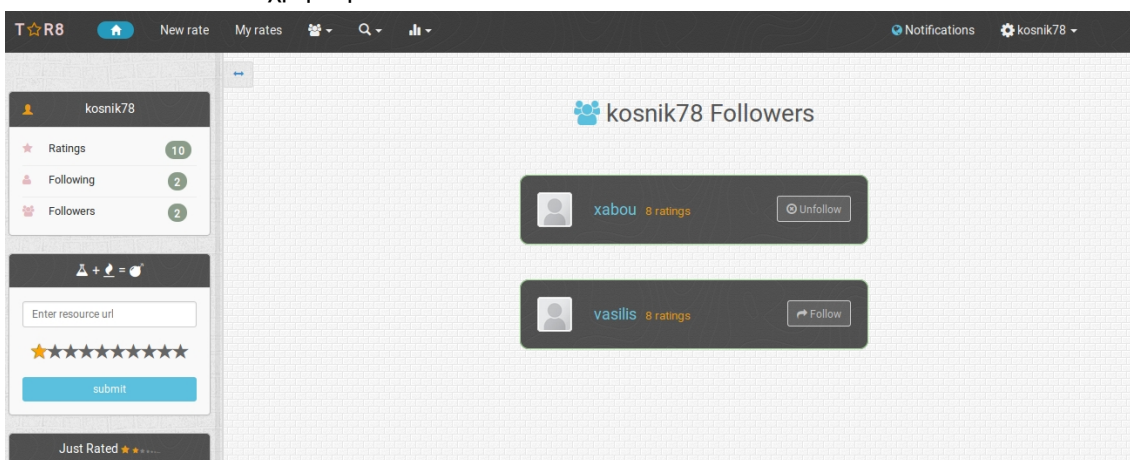 T☆R8 New rate My rates Notifications kosnik78
kosnik78
Ratings 10
Following 2
Followers 2
+ =
Enter resource url
submit
Just Rated
kosnik78 Followers
xabou 8 ratings Unfollow
vasilis 8 ratings Follow